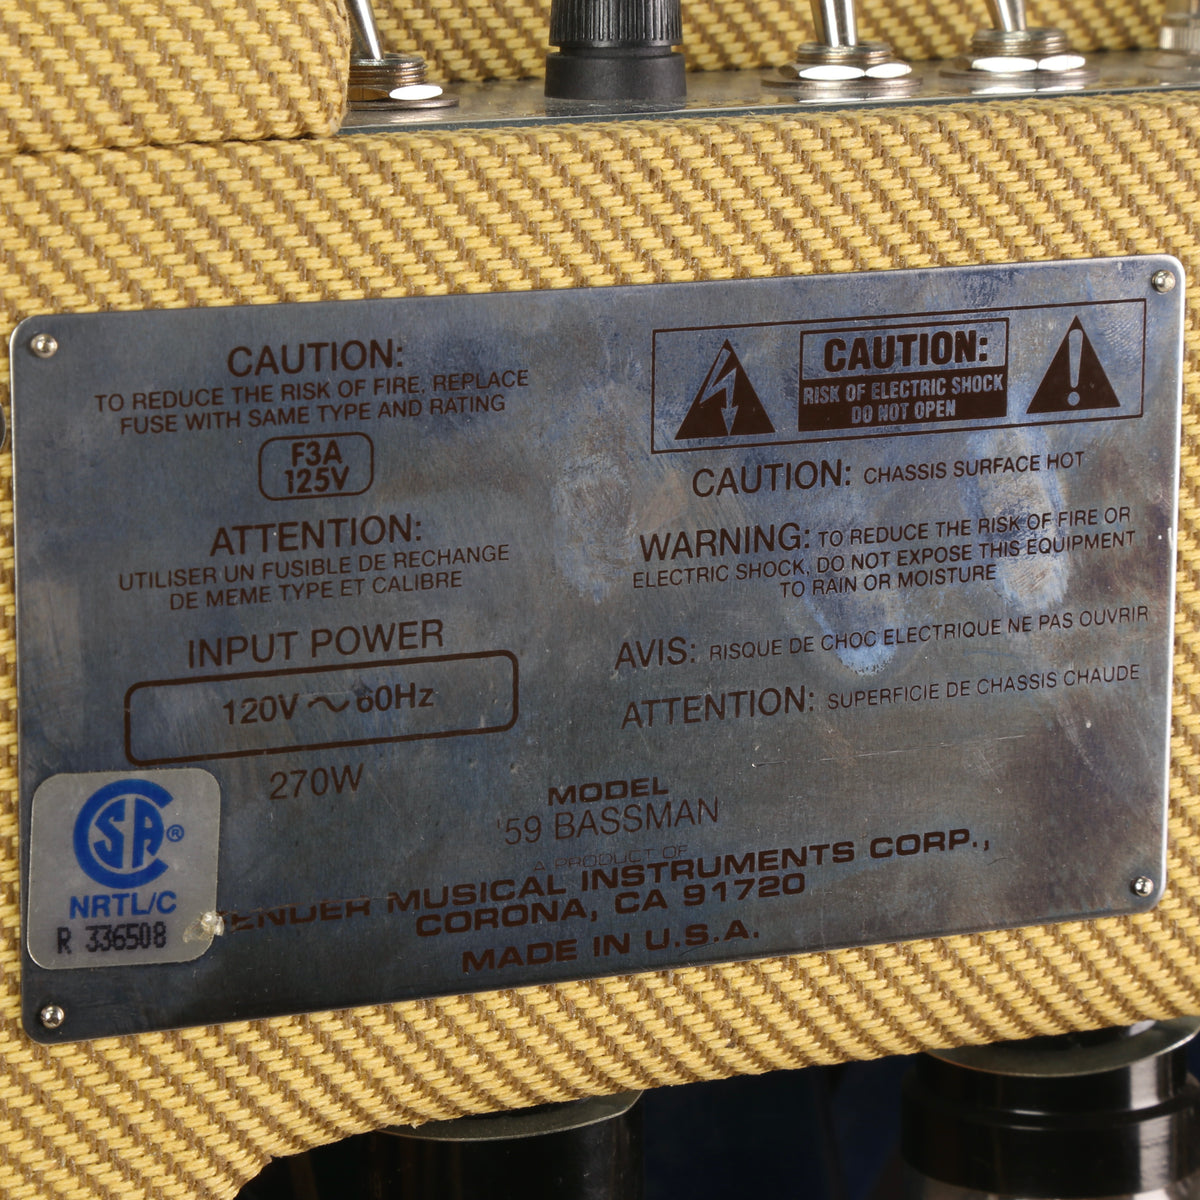 CAUTION:
TO REDUCE THE RISK OF FIRE, REPLACE
FUSE WITH SAME TYPE AND RATING
F3A
125V
ATTENTION:
UTILISER UN FUSIBLE DE RECHANGE
DE MEME TYPE ET CALIBRE
INPUT POWER
120V ~ 60Hz
270W
CAUTION:
RISK OF ELECTRIC SHOCK
DO NOT OPEN
CAUTION: CHASSIS SURFACE HOT
WARNING: TO REDUCE THE RISK OF FIRE OR
ELECTRIC SHOCK, DO NOT EXPOSE THIS EQUIPMENT
TO RAIN OR MOISTURE
AVIS: RISQUE DE CHOC ELECTRIQUE NE PAS OUVRIR
ATTENTION: SUPERFICIE DE CHASSIS CHAUDE
MODEL
'59 BASSMAN
A PRODUCT OF
FENDER MUSICAL INSTRUMENTS CORP.,
CORONA, CA 91720
MADE IN U.S.A.
CSA ®
NRTL/C
R 336508